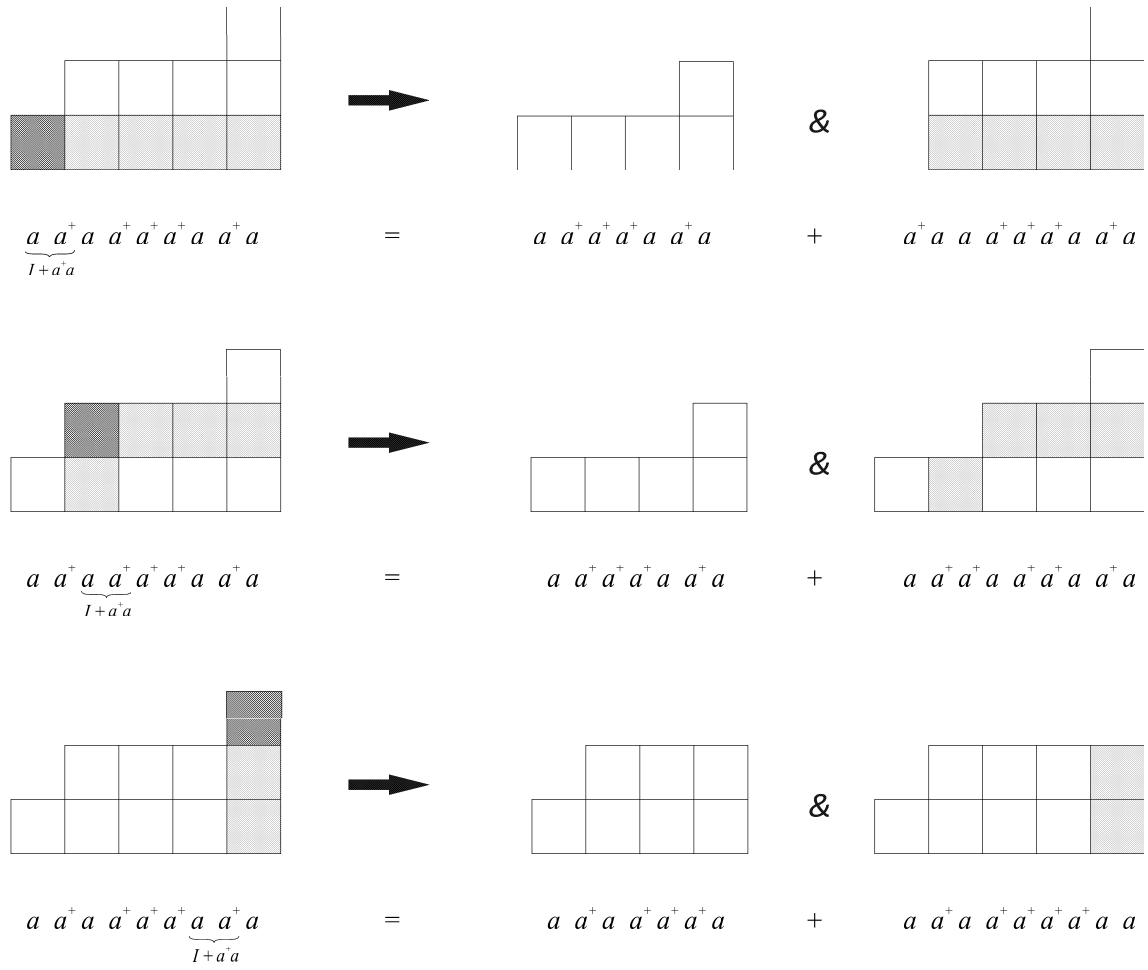 &
a a⁺ a a⁺ a⁺ a⁺ a a⁺ a = a a⁺ a⁺ a⁺ a a⁺ a + a⁺ a a a⁺ a⁺ a⁺ a a⁺ a
I + a⁺a
&
a a⁺ a a⁺ a⁺ a⁺ a a⁺ a = a a⁺ a⁺ a⁺ a a⁺ a + a a⁺ a⁺ a a⁺ a⁺ a a⁺ a
I + a⁺a
&
a a⁺ a a⁺ a⁺ a⁺ a a⁺ a = a a⁺ a a⁺ a⁺ a⁺ a + a a⁺ a a⁺ a⁺ a⁺ a⁺ a a
I + a⁺a